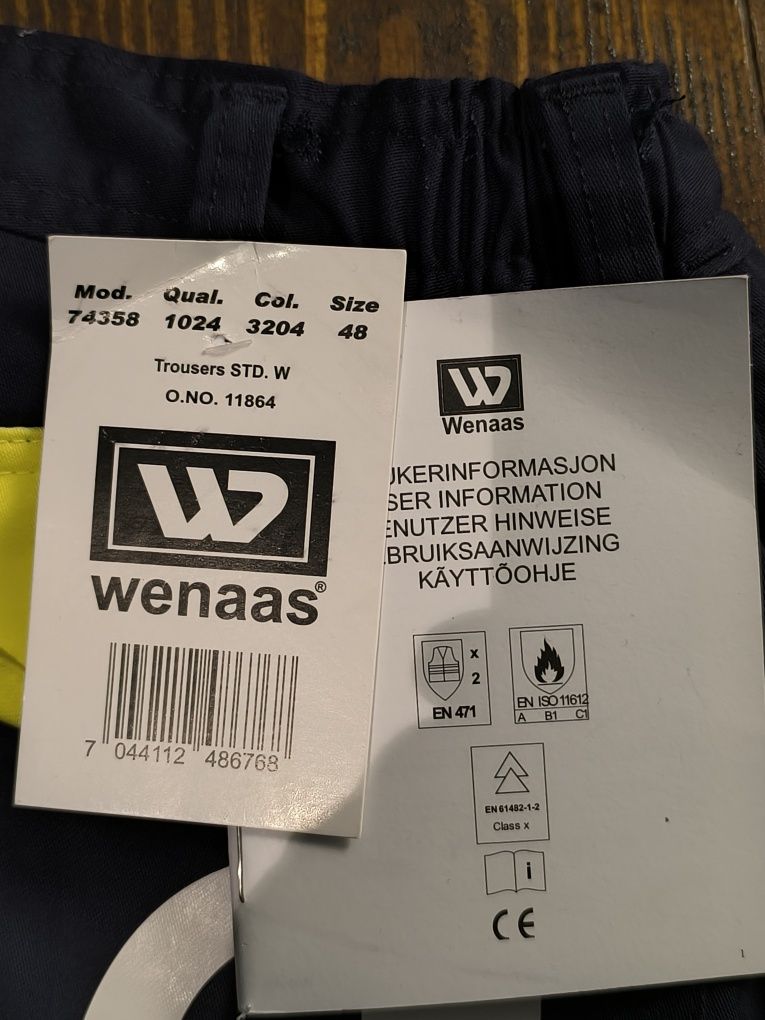 Mod. Qual. Col. Size
74358 1024 3204 48
Trousers STD. W
O.NO. 11864
W
wenaas®
7 044112 486768
W
Wenaas
UKERINFORMASJON
SER INFORMATION
ENUTZER HINWEISE
BRUIKSAANWIJZING
KÄYTTÖOHJE
x
2
EN 471
EN ISO 11612
A B1 C1
EN 61482-1-2
Class x
i
CE
1